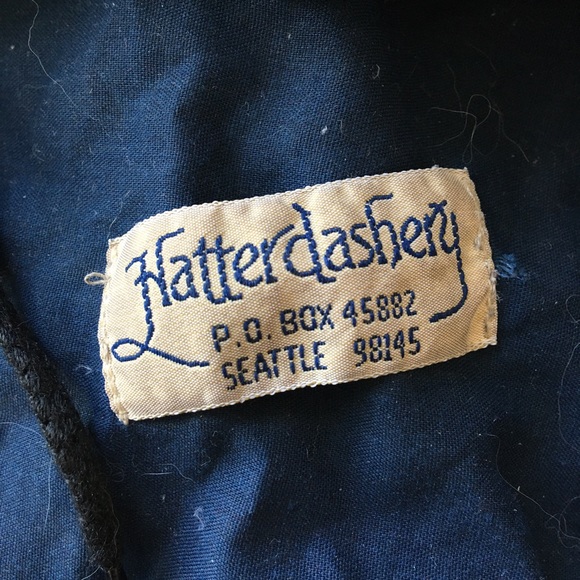 Hatterdashery
P.O. BOX 45882
SEATTLE 98145